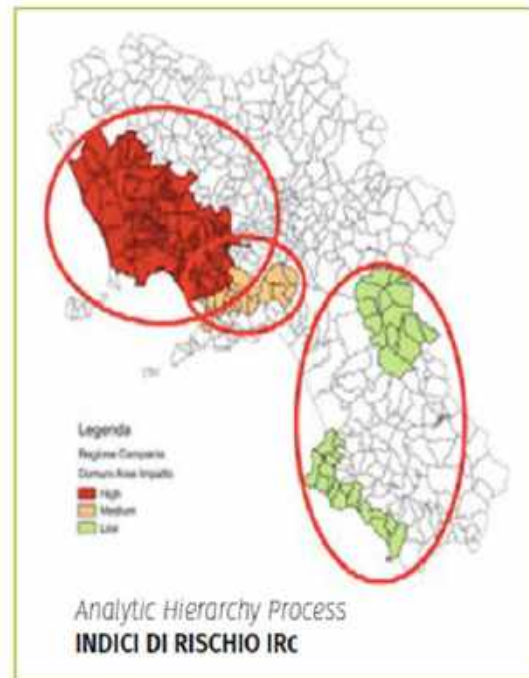 Legenda
Regione Campania
Comuni Area Impatto
High
Medium
Low
Analytic Hierarchy Process
INDICI DI RISCHIO IRC